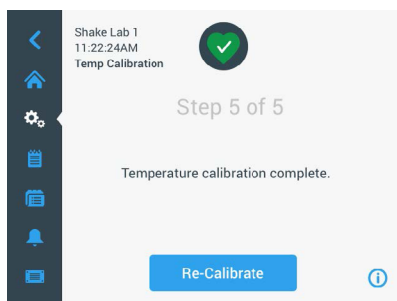 Shake Lab 1
11:22:24AM
Temp Calibration
Step 5 of 5
Temperature calibration complete.
Re-Calibrate